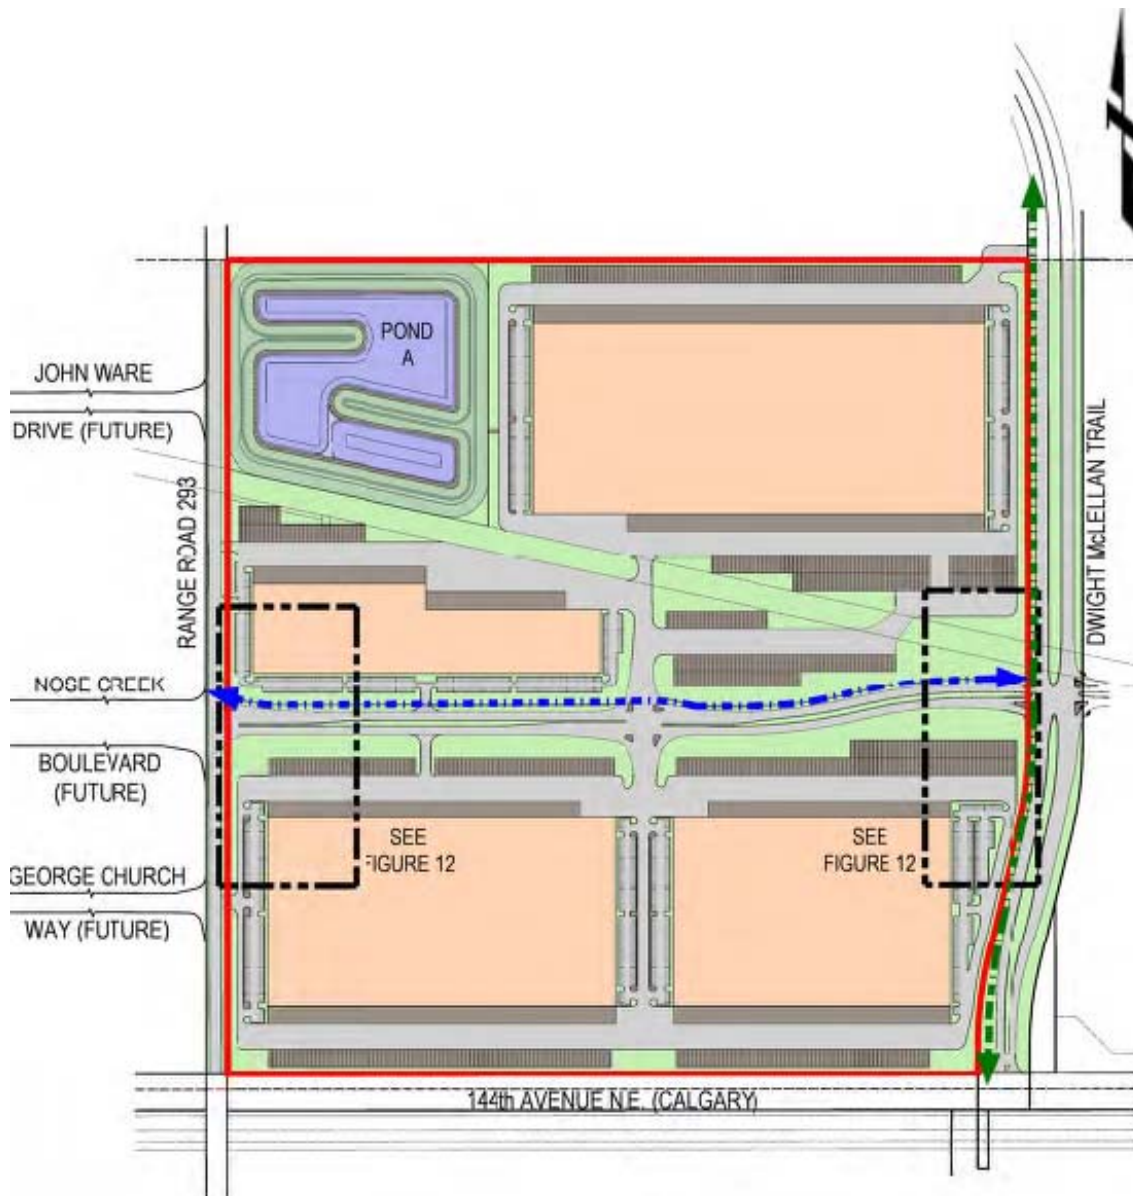 POND
A
JOHN WARE
DRIVE (FUTURE)
RANGE ROAD 293
DWIGHT McLELLAN TRAIL
NOSE CREEK
BOULEVARD
(FUTURE)
SEE
FIGURE 12
SEE
FIGURE 12
GEORGE CHURCH
WAY (FUTURE)
144th AVENUE N.E. (CALGARY)